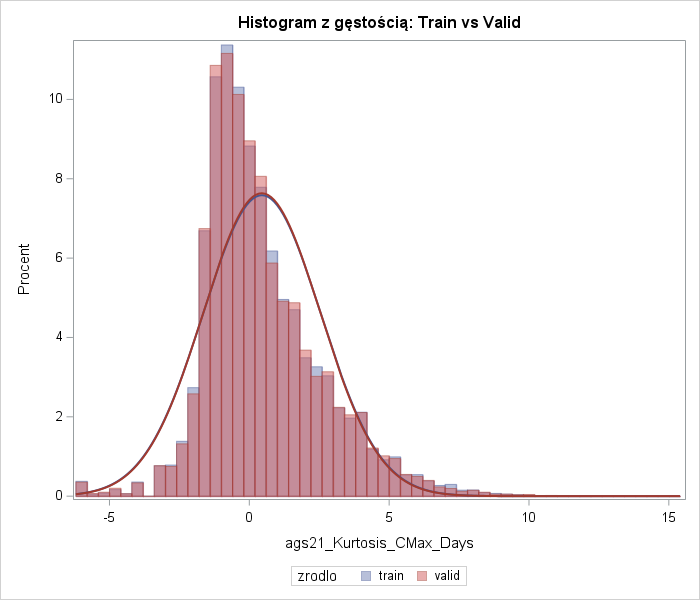 Histogram z gęstością: Train vs Valid
10
8
6
4
2
0
Procent
-5 0 5 10 15
ags21_Kurtosis_CMax_Days
zrodlo train valid